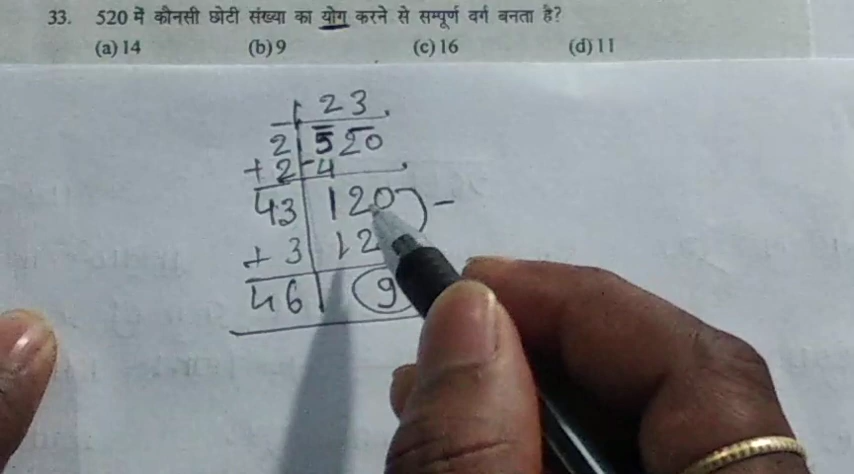 33. 520 में कौनसी छोटी संख्या का योग करने से सम्पूर्ण वर्ग बनता है?
(a) 14 (b) 9 (c) 16 (d) 11
23
2 520
+2 -4
43 120 -
+3 12
46 9